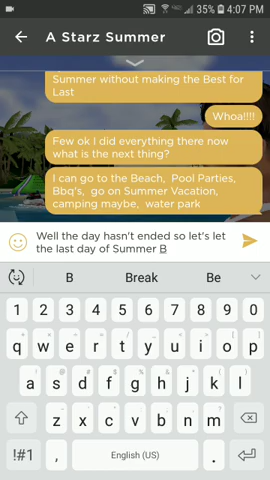 35% 4:07 PM
A Starz Summer
Summer without making the Best for
Last
Whoa!!!!
Few ok I did everything there now
what is the next thing?
I can go to the Beach, Pool Parties,
Bbq's, go on Summer Vacation,
camping maybe, water park
Well the day hasn't ended so let's let
the last day of Summer B
B Break Be
1 2 3 4 5 6 7 8 9 0
q w e r t y u i o p
a s d f g h j k l
z x c v b n m
!#1 , English (US) .